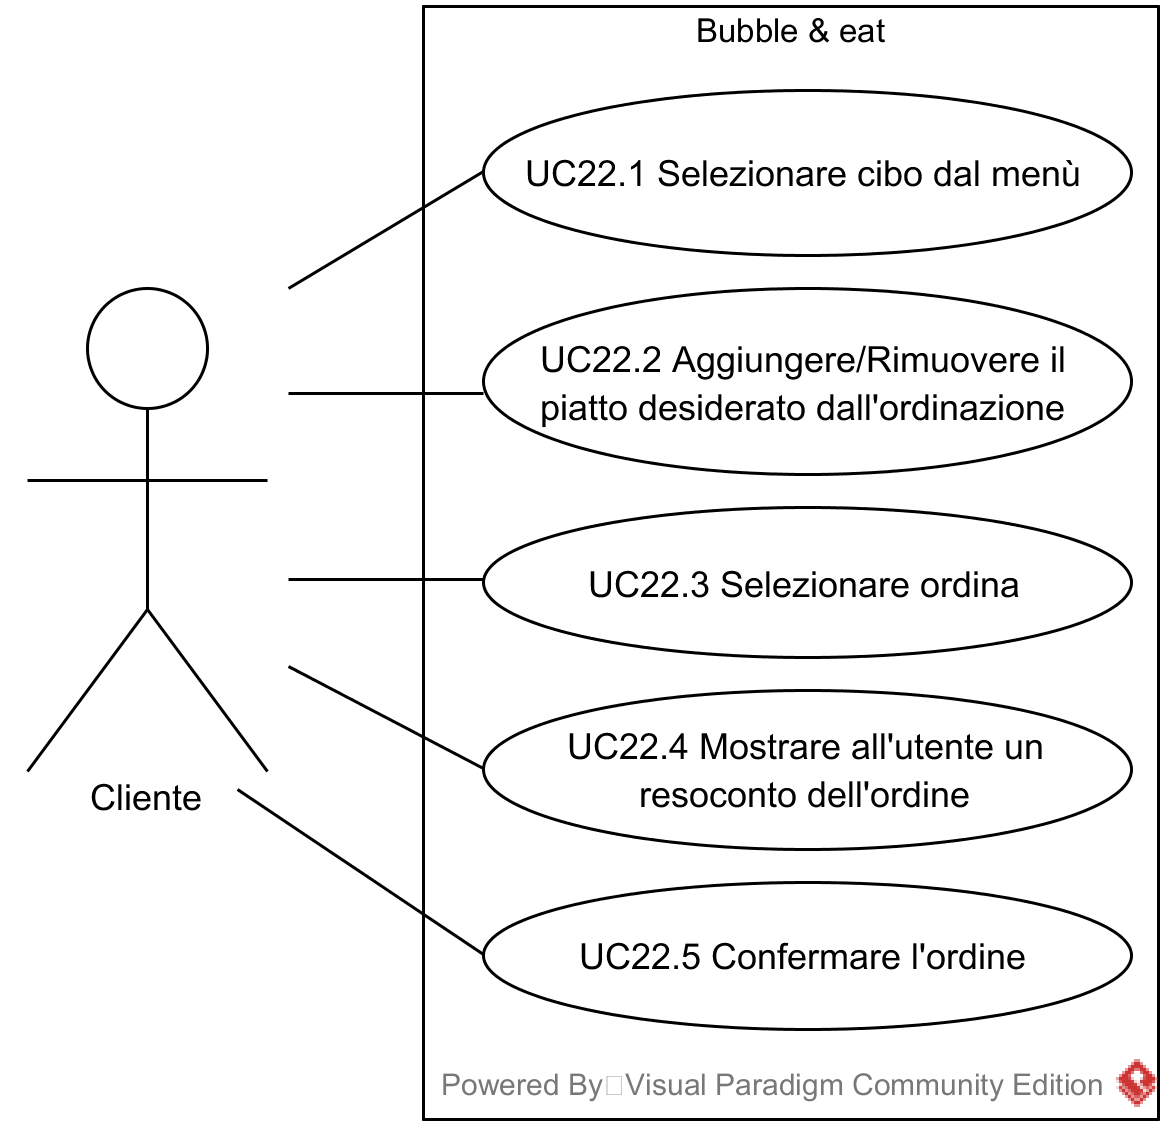 Bubble & eat
UC22.1 Selezionare cibo dal menù
UC22.2 Aggiungere/Rimuovere il
piatto desiderato dall'ordinazione
UC22.3 Selezionare ordina
UC22.4 Mostrare all'utente un
resoconto dell'ordine
Cliente
UC22.5 Confermare l'ordine
Powered By Visual Paradigm Community Edition